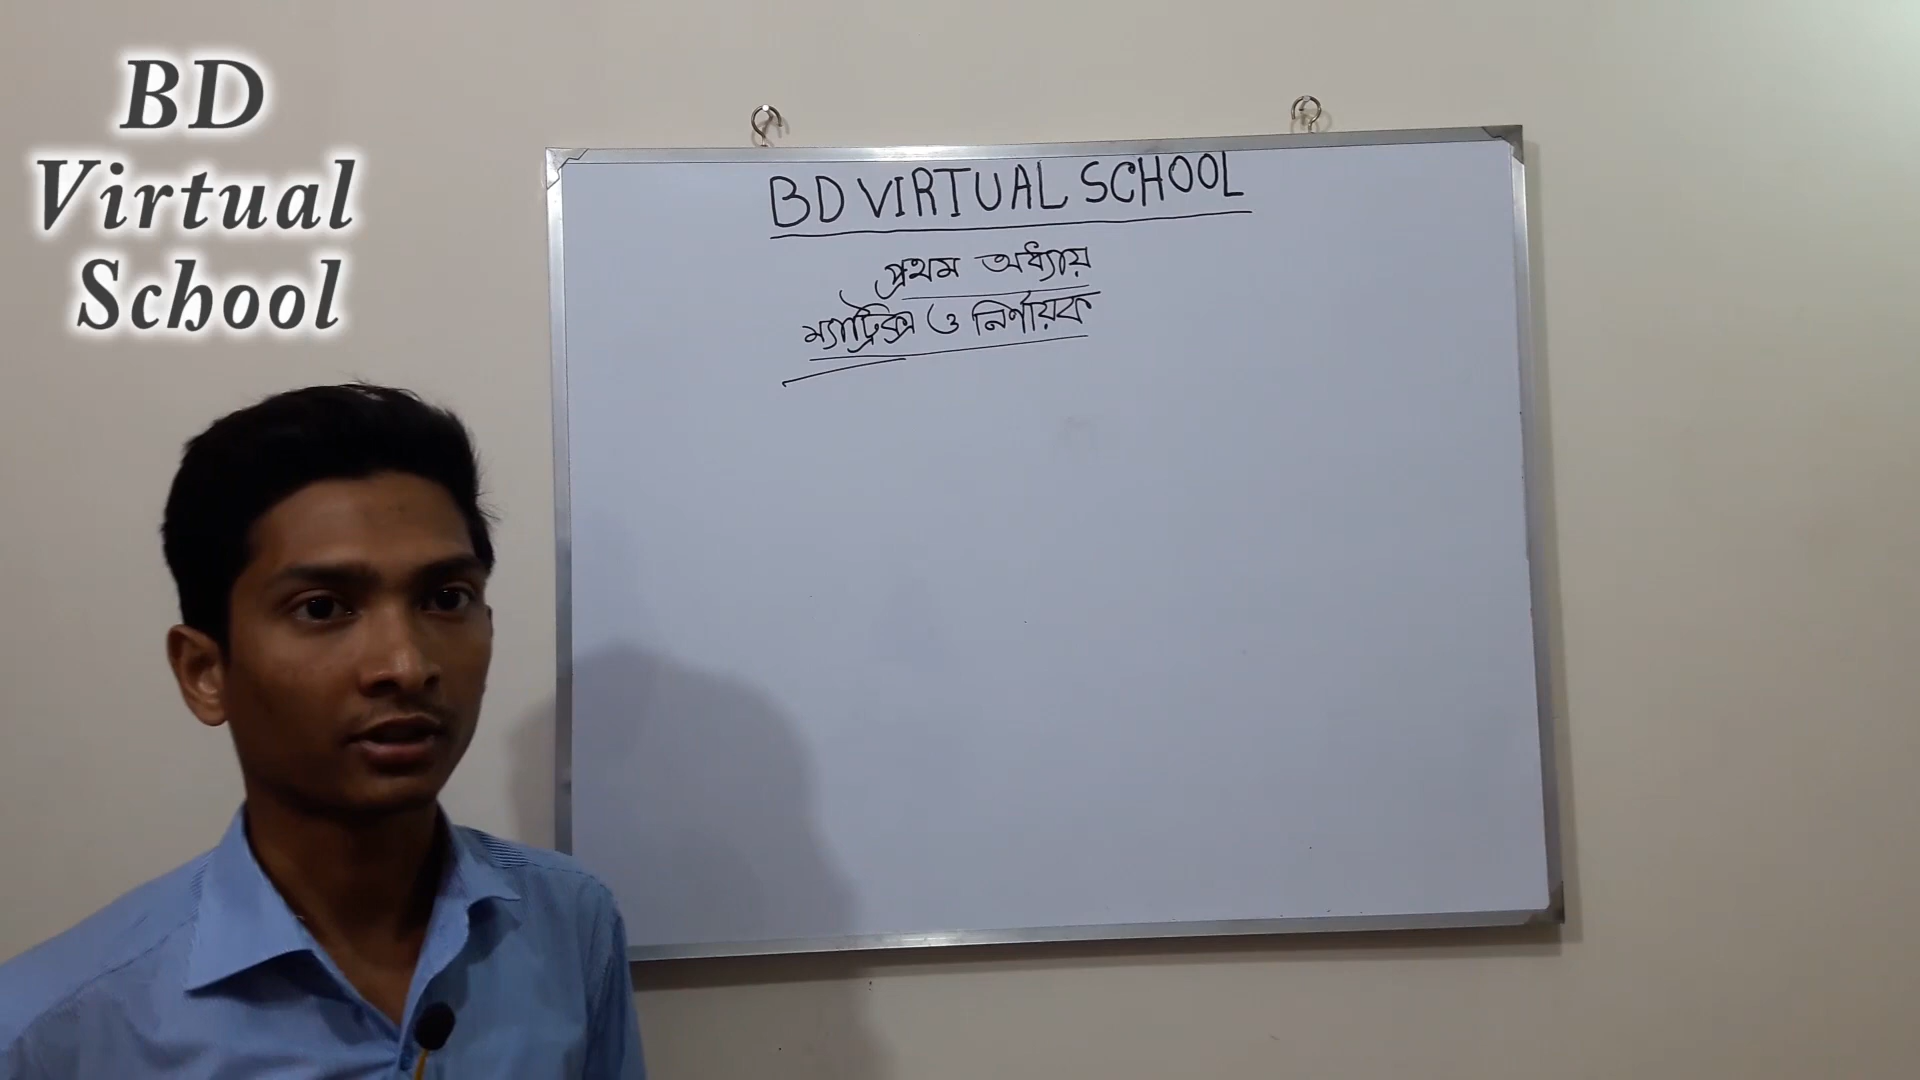 BD
Virtual
School
BD VIRTUAL SCHOOL
প্রথম অধ্যায়
ম্যাট্রিক্স ও নির্ণায়ক